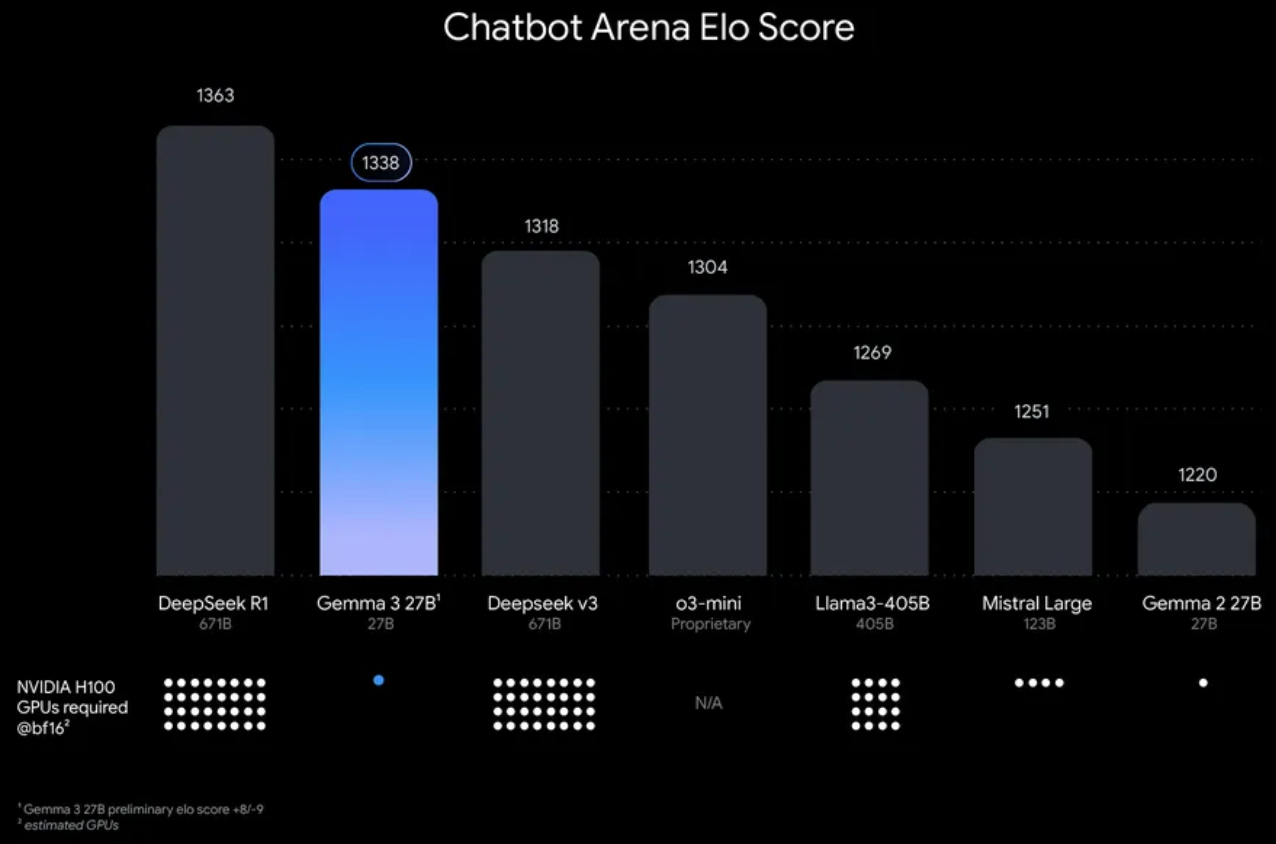 Chatbot Arena Elo Score
1363
1338
1318
1304
1269
1251
1220
DeepSeek R1
671B
Gemma 3 27B¹
27B
Deepseek v3
671B
o3-mini
Proprietary
Llama3-405B
405B
Mistral Large
123B
Gemma 2 27B
27B
NVIDIA H100
GPUs required
@bf16²
N/A
¹ Gemma 3 27B preliminary elo score +8/-9
² estimated GPUs